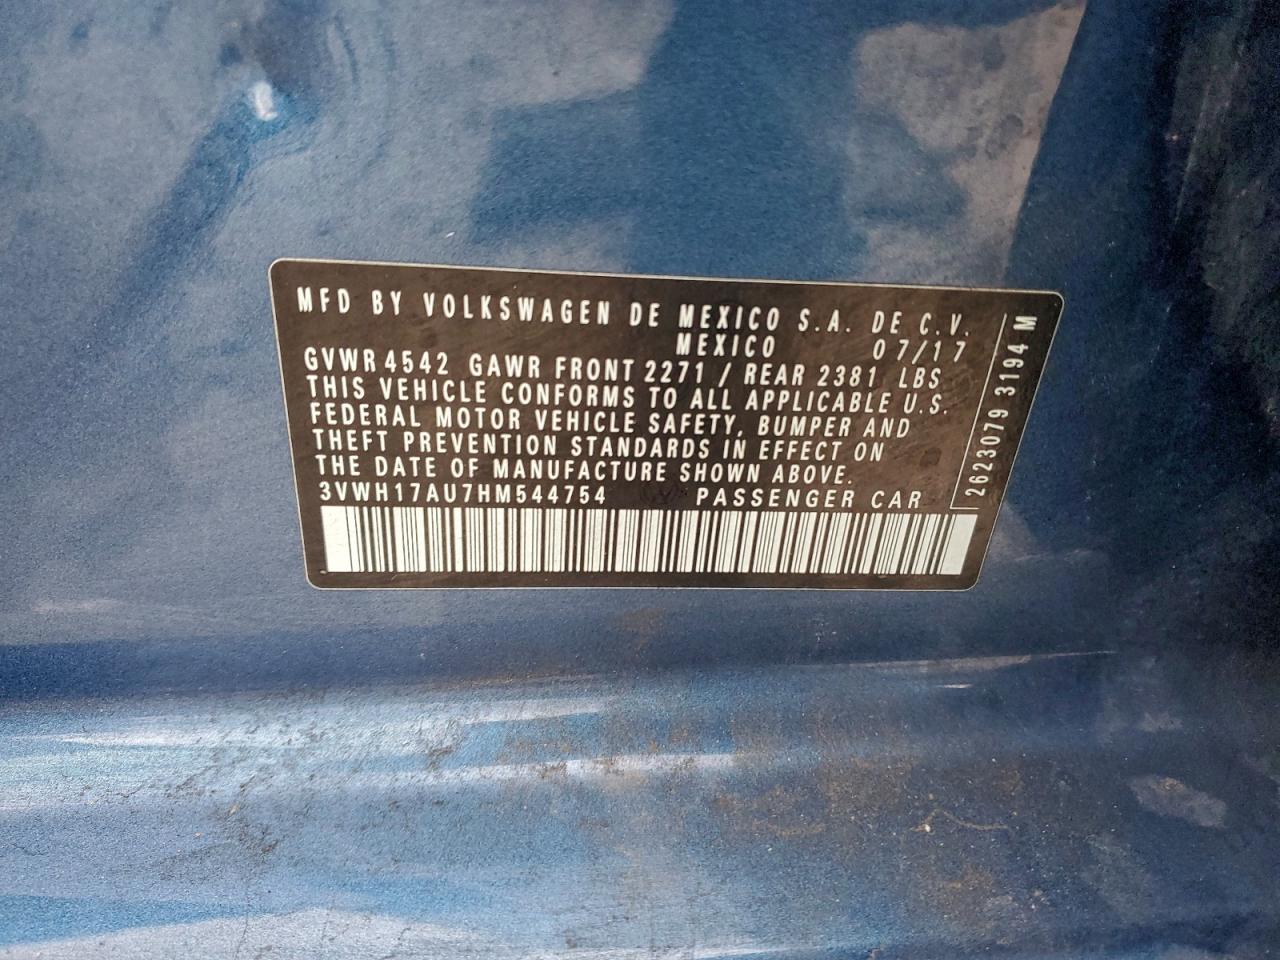 MFD BY VOLKSWAGEN DE MEXICO S.A. DE C.V.
MEXICO 07/17
GVWR 4542 GAWR FRONT 2271 / REAR 2381 LBS
THIS VEHICLE CONFORMS TO ALL APPLICABLE U.S.
FEDERAL MOTOR VEHICLE SAFETY, BUMPER AND
THEFT PREVENTION STANDARDS IN EFFECT ON
THE DATE OF MANUFACTURE SHOWN ABOVE.
3VWH17AU7HM544754 PASSENGER CAR
2623079 3194 M